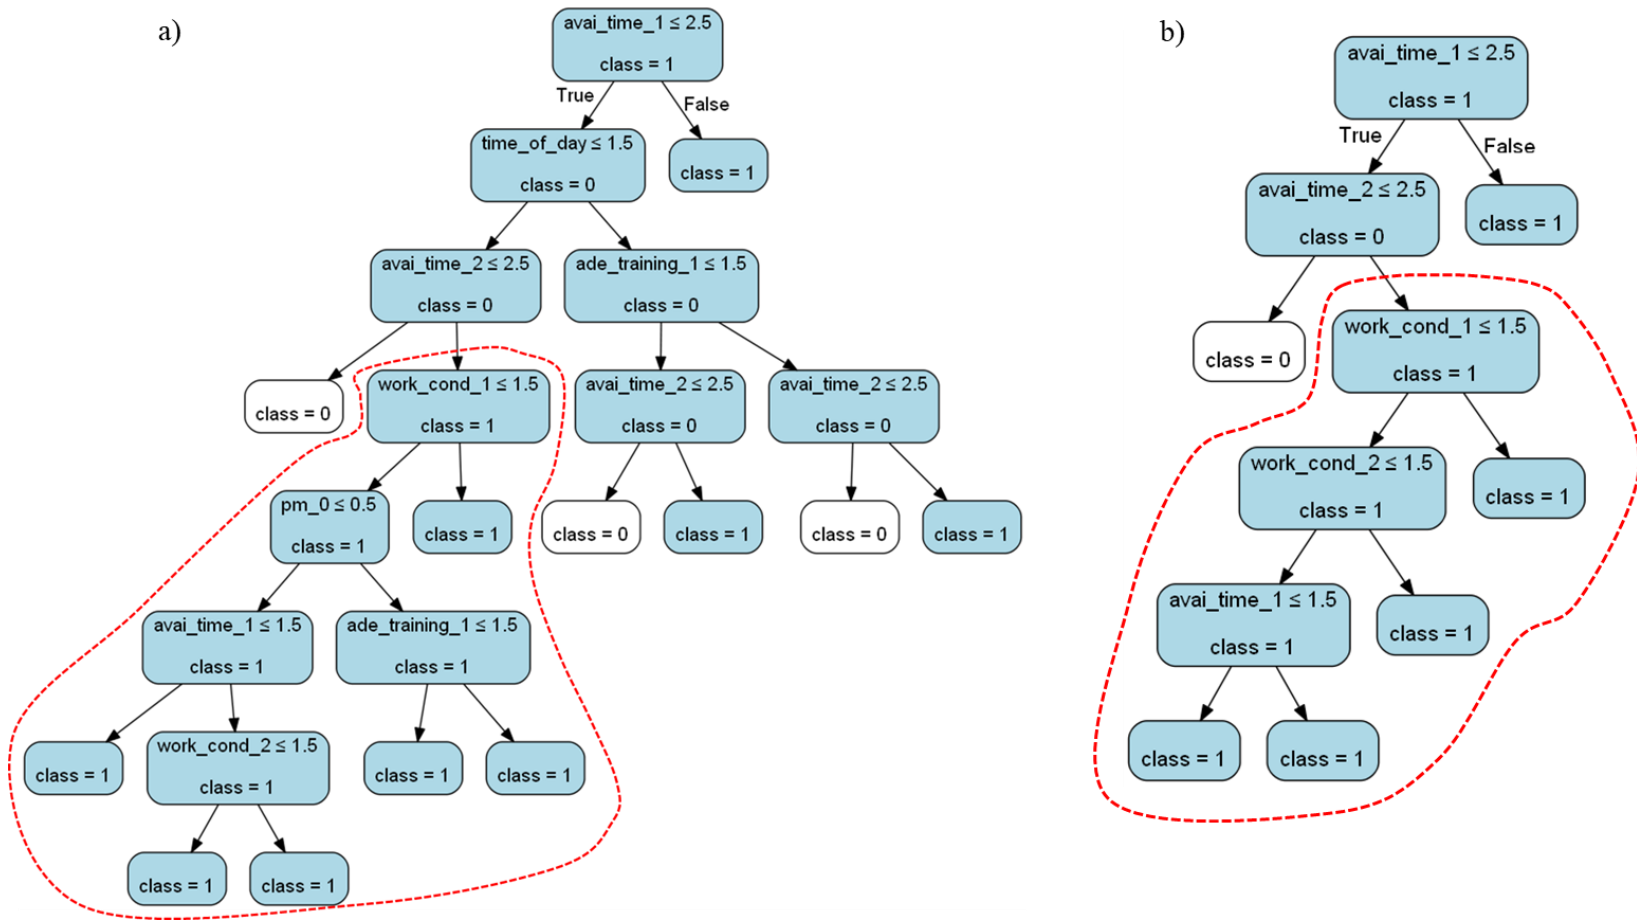 a)
avai_time_1 ≤ 2.5
class = 1
True
False
time_of_day ≤ 1.5
class = 0
class = 1
avai_time_2 ≤ 2.5
class = 0
ade_training_1 ≤ 1.5
class = 0
class = 0
work_cond_1 ≤ 1.5
class = 1
avai_time_2 ≤ 2.5
class = 0
avai_time_2 ≤ 2.5
class = 0
pm_0 ≤ 0.5
class = 1
class = 1
class = 0
class = 1
class = 0
class = 1
avai_time_1 ≤ 1.5
class = 1
ade_training_1 ≤ 1.5
class = 1
class = 1
work_cond_2 ≤ 1.5
class = 1
class = 1
class = 1
class = 1
class = 1
b)
avai_time_1 ≤ 2.5
class = 1
True
False
avai_time_2 ≤ 2.5
class = 0
class = 1
class = 0
work_cond_1 ≤ 1.5
class = 1
work_cond_2 ≤ 1.5
class = 1
class = 1
avai_time_1 ≤ 1.5
class = 1
class = 1
class = 1
class = 1